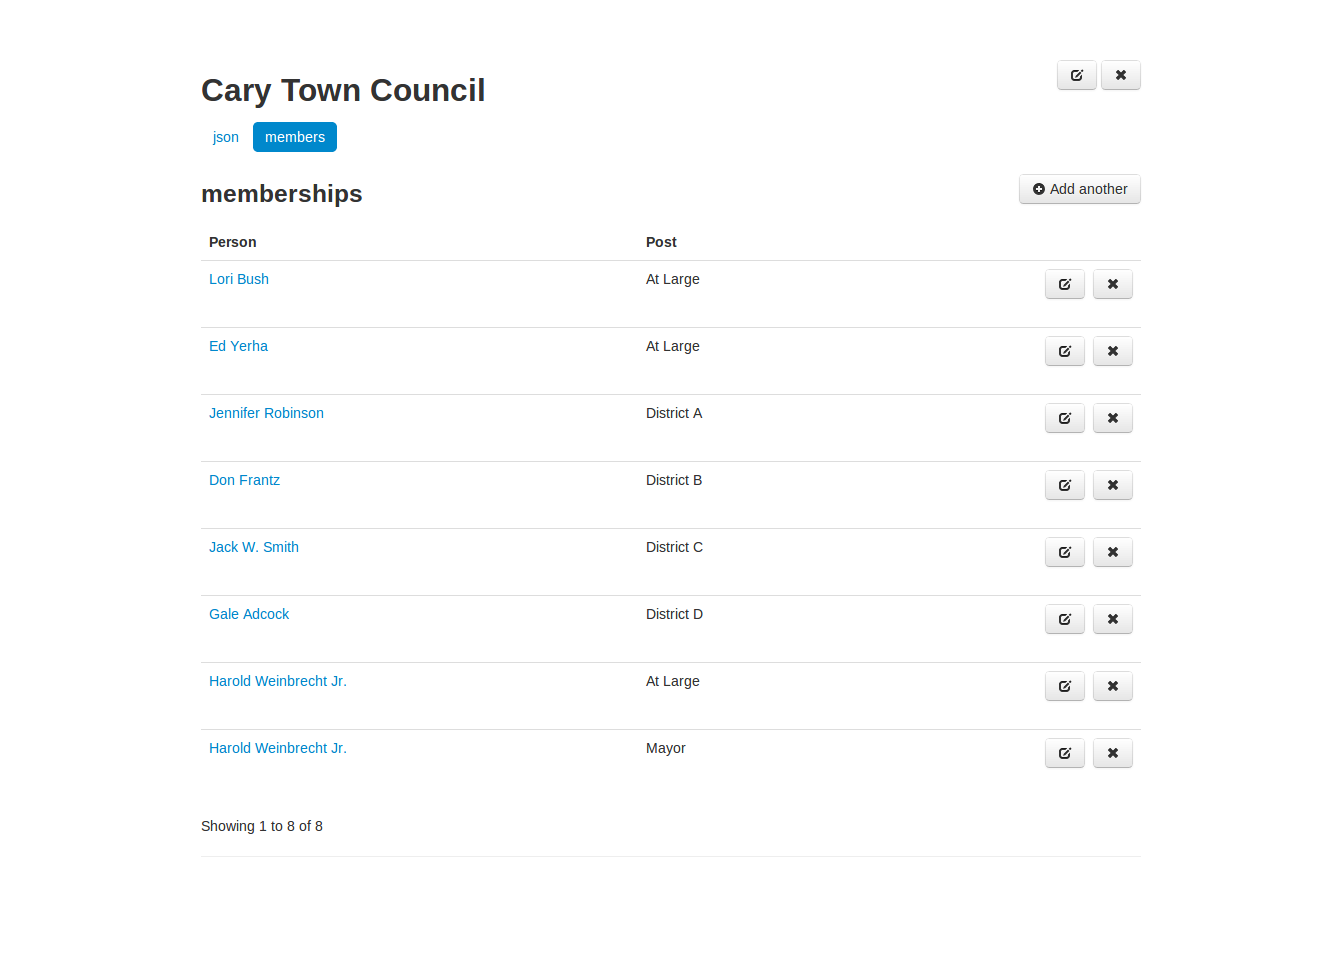 Cary Town Council
json members
memberships
Add another
Person Post
Lori Bush At Large
Ed Yerha At Large
Jennifer Robinson District A
Don Frantz District B
Jack W. Smith District C
Gale Adcock District D
Harold Weinbrecht Jr. At Large
Harold Weinbrecht Jr. Mayor
Showing 1 to 8 of 8